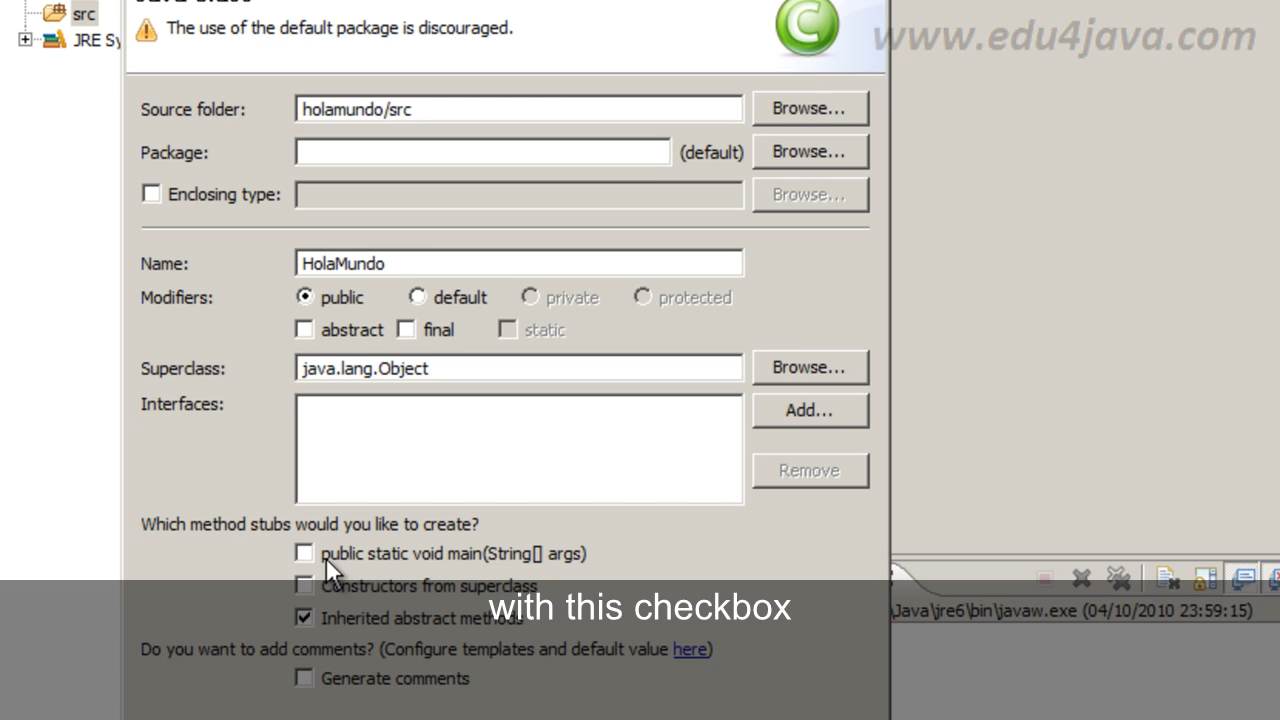 src
JRE Sy
The use of the default package is discouraged.
C
www.edu4java.com
Source folder: holamundo/src Browse...
Package: (default) Browse...
Enclosing type: Browse...
Name: HolaMundo
Modifiers: public default private protected
abstract final static
Superclass: java.lang.Object Browse...
Interfaces: Add...
Remove
Which method stubs would you like to create?
public static void main(String[] args)
Constructors from superclass
Inherited abstract methods
with this checkbox
\Java\jre6\bin\javaw.exe (04/10/2010 23:59:15)
Do you want to add comments? (Configure templates and default value here)
Generate comments